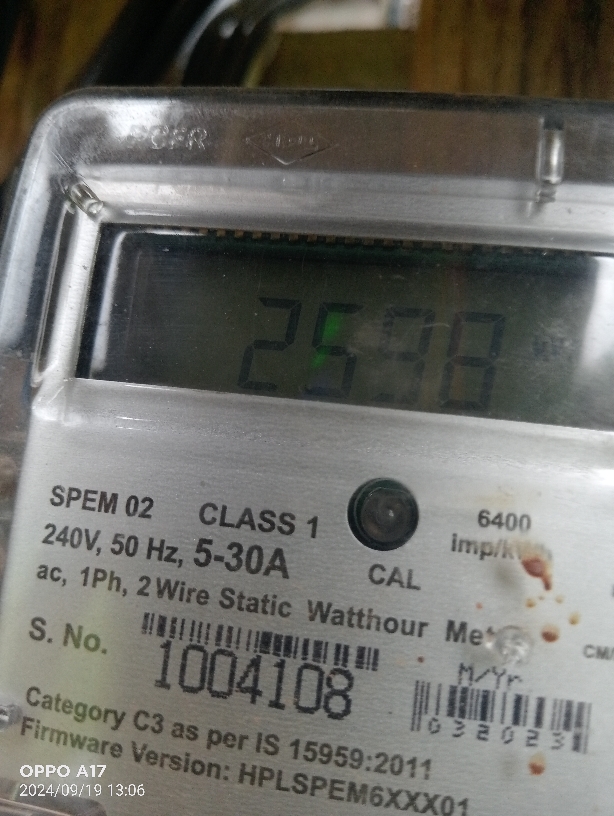 2598
SPEM 02 CLASS 1
6400
imp/k
240V, 50 Hz, 5-30A
CAL
ac, 1Ph, 2 Wire Static Watthour
S. No.
1004108
M/Yr
032023
Category C3 as per IS 15959:2011
Firmware Version: HPLSPEM6XXX01
OPPO A17
2024/09/19 13:06